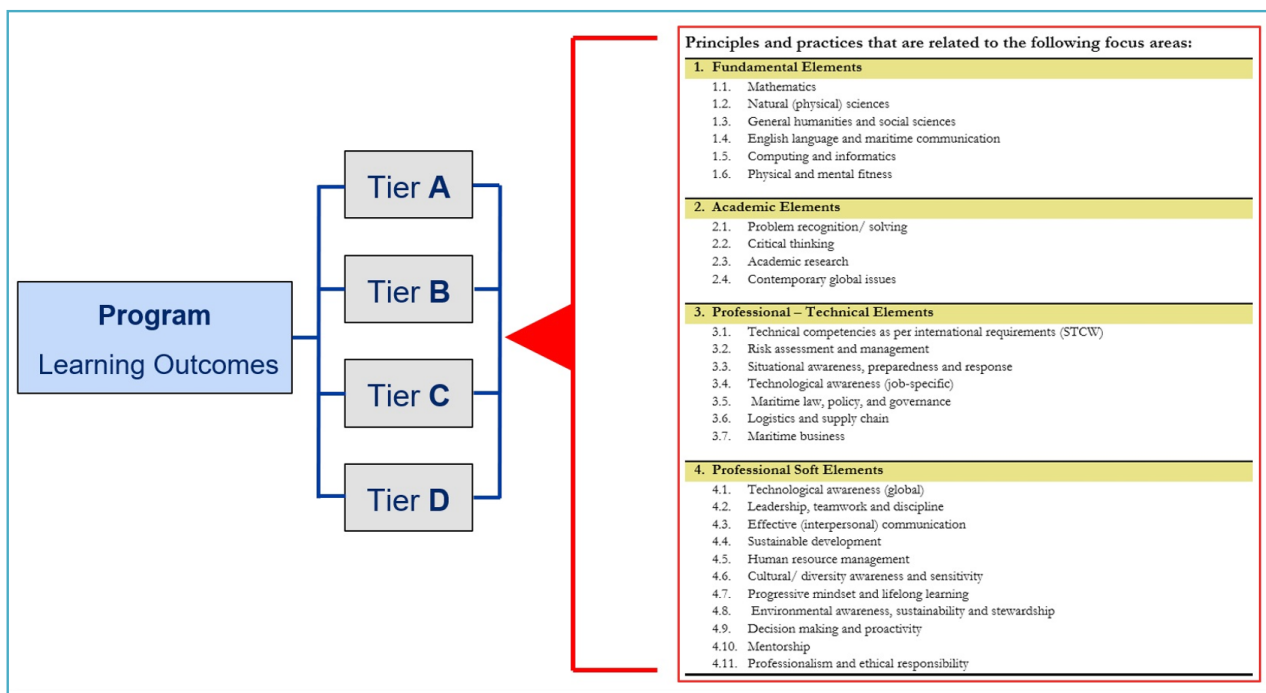 Program
Learning Outcomes
Tier A
Tier B
Tier C
Tier D
Principles and practices that are related to the following focus areas:
1. Fundamental Elements
1.1. Mathematics
1.2. Natural (physical) sciences
1.3. General humanities and social sciences
1.4. English language and maritime communication
1.5. Computing and informatics
1.6. Physical and mental fitness
2. Academic Elements
2.1. Problem recognition/ solving
2.2. Critical thinking
2.3. Academic research
2.4. Contemporary global issues
3. Professional – Technical Elements
3.1. Technical competencies as per international requirements (STCW)
3.2. Risk assessment and management
3.3. Situational awareness, preparedness and response
3.4. Technological awareness (job-specific)
3.5. Maritime law, policy, and governance
3.6. Logistics and supply chain
3.7. Maritime business
4. Professional Soft Elements
4.1. Technological awareness (global)
4.2. Leadership, teamwork and discipline
4.3. Effective (interpersonal) communication
4.4. Sustainable development
4.5. Human resource management
4.6. Cultural/ diversity awareness and sensitivity
4.7. Progressive mindset and lifelong learning
4.8. Environmental awareness, sustainability and stewardship
4.9. Decision making and proactivity
4.10. Mentorship
4.11. Professionalism and ethical responsibility